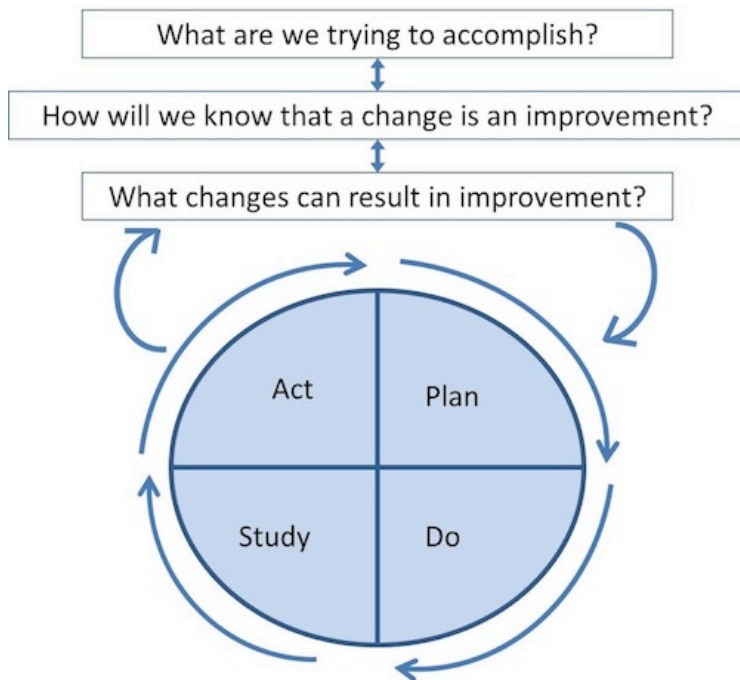 What are we trying to accomplish?
How will we know that a change is an improvement?
What changes can result in improvement?
Act
Plan
Study
Do